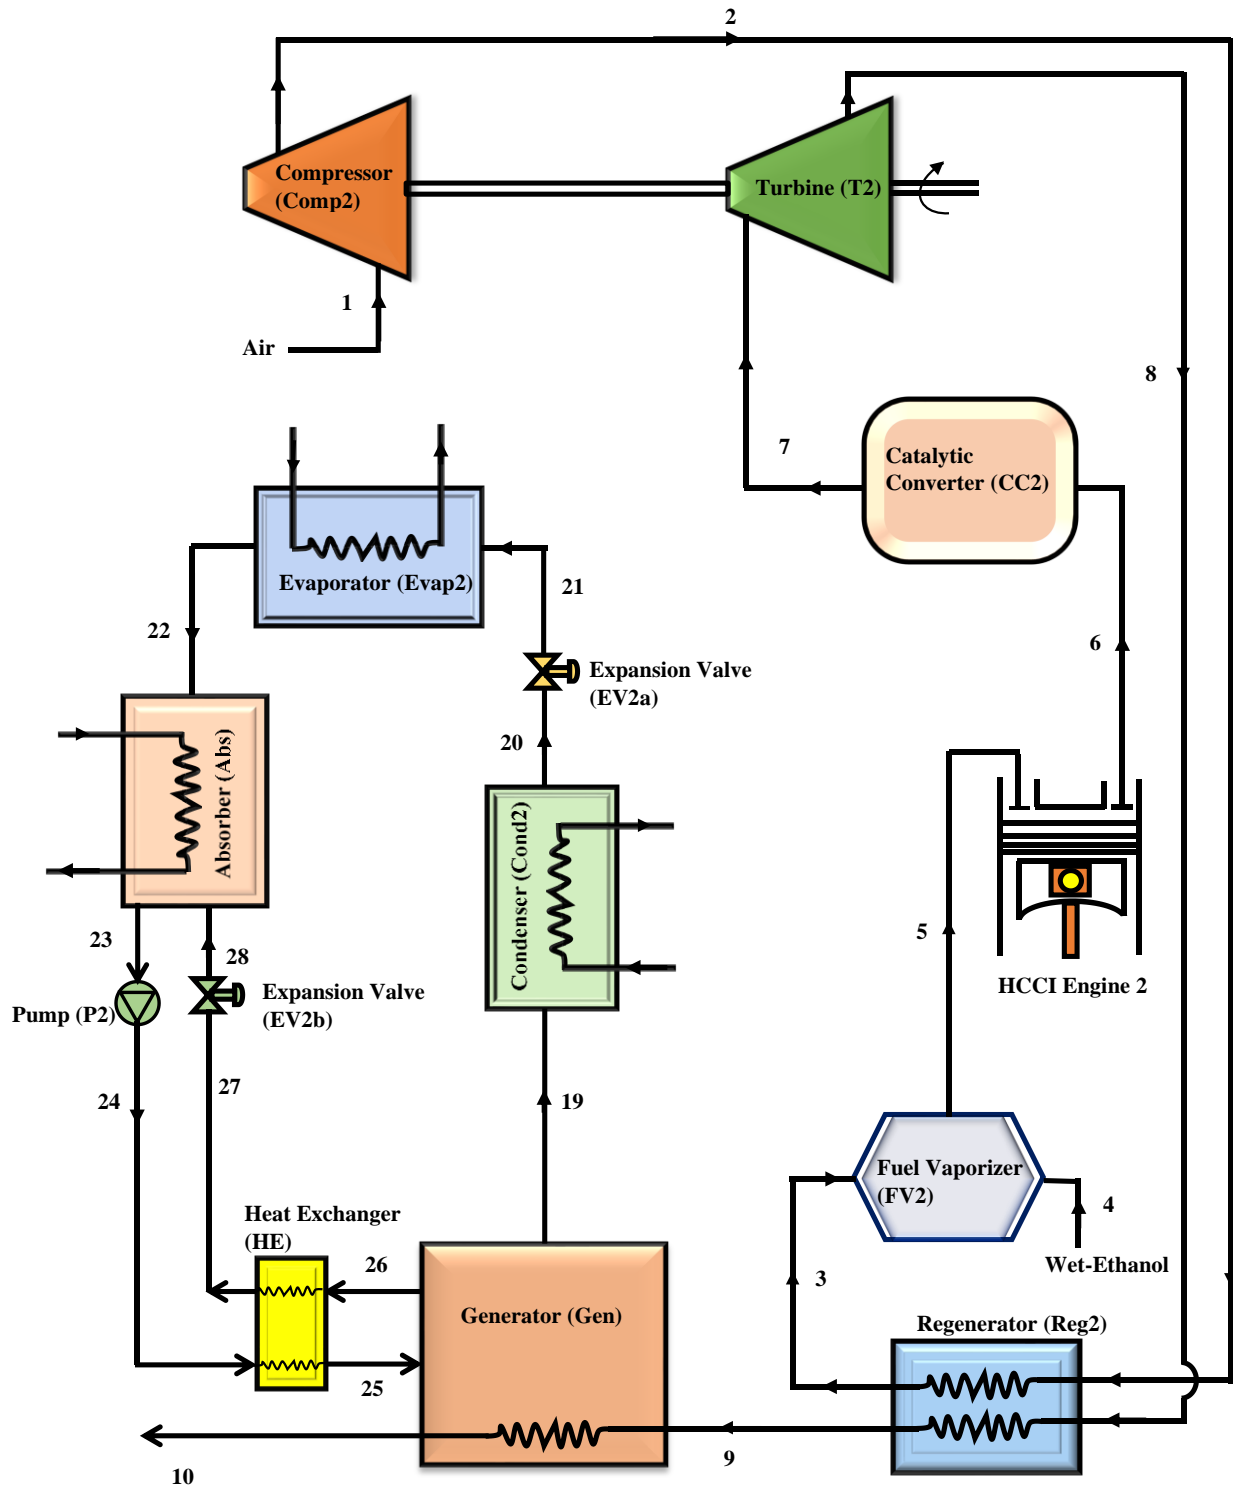 2
Compressor
(Comp2)
Turbine (T2)
1
Air
8
7
Catalytic
Converter (CC2)
Evaporator (Evap2)
21
22
6
Expansion Valve
(EV2a)
20
Absorber (Abs)
Condenser (Cond2)
23
5
28
HCCI Engine 2
Expansion Valve
(EV2b)
Pump (P2)
27
24
19
Fuel Vaporizer
(FV2)
4
Heat Exchanger
(HE)
26
Wet-Ethanol
3
Generator (Gen)
Regenerator (Reg2)
25
9
10